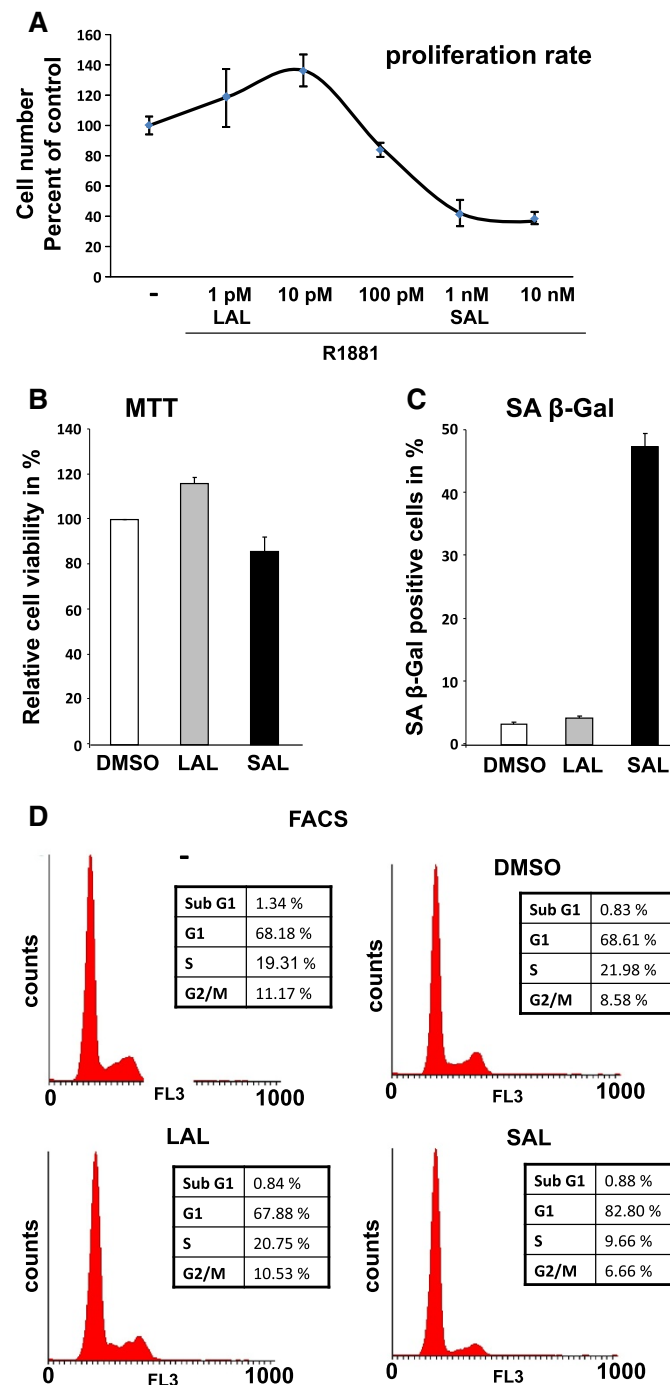 A
proliferation rate
Cell number
Percent of control
160
140
120
100
80
60
40
20
0
- 1 pM 10 pM 100 pM 1 nM 10 nM
LAL SAL
R1881
B MTT
Relative cell viability in %
140
120
100
80
60
40
20
0
DMSO LAL SAL
C SA β-Gal
SA β-Gal positive cells in %
50
40
30
20
10
0
DMSO LAL SAL
D FACS
-
counts
Sub G1 1.34 %
G1 68.18 %
S 19.31 %
G2/M 11.17 %
0 FL3 1000
DMSO
counts
Sub G1 0.83 %
G1 68.61 %
S 21.98 %
G2/M 8.58 %
0 FL3 1000
LAL
counts
Sub G1 0.84 %
G1 67.88 %
S 20.75 %
G2/M 10.53 %
0 FL3 1000
SAL
counts
Sub G1 0.88 %
G1 82.80 %
S 9.66 %
G2/M 6.66 %
0 FL3 1000